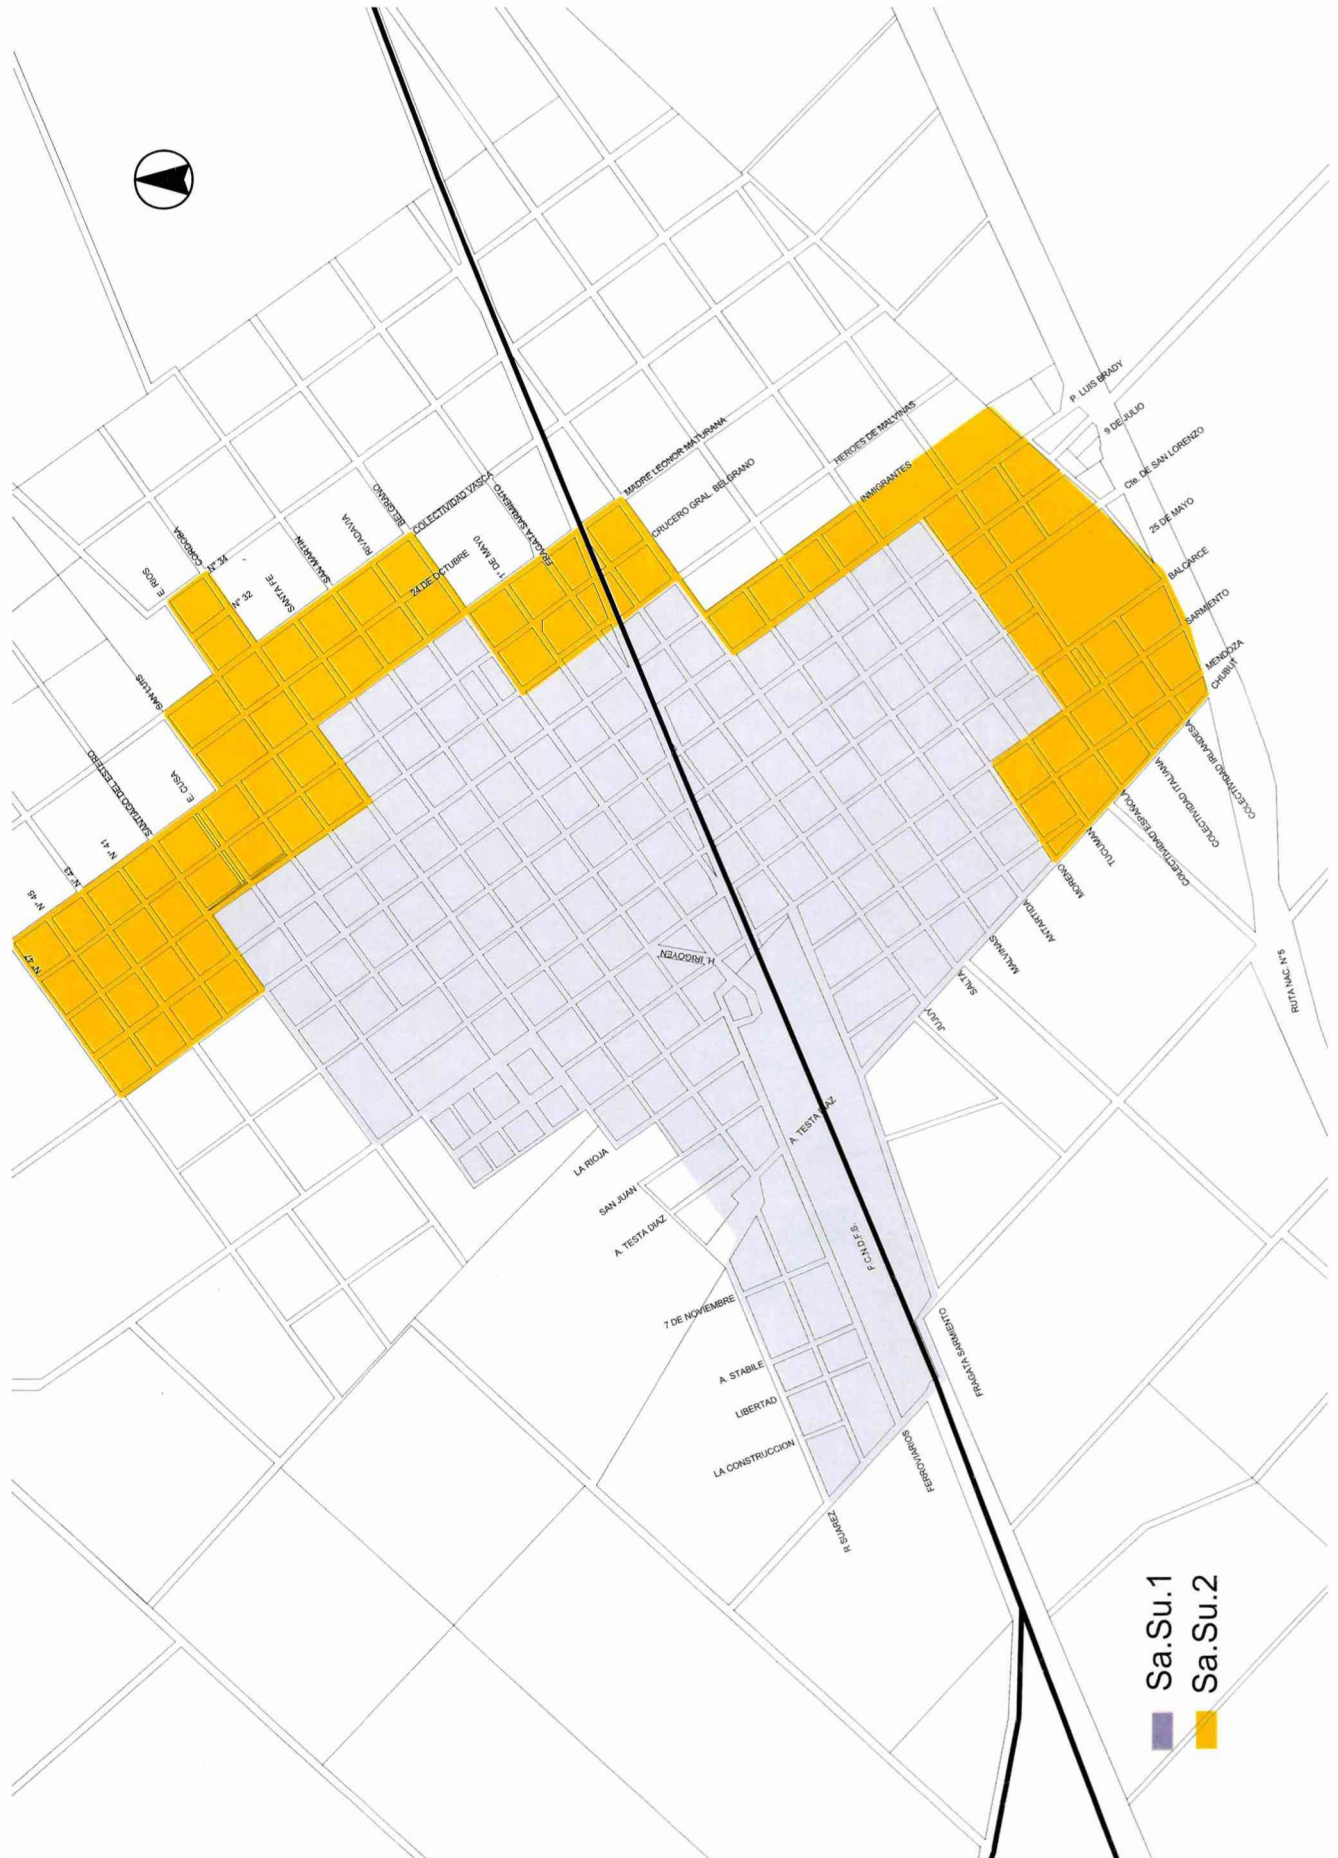 E. RIOS
CORDOBA
N° 34
N° 32
SANTA FE
SAN MARTIN
RIVADAVIA
BELGRANO
COLECTIVIDAD VASCA
24 DE OCTUBRE
1° DE MAYO
FRAGATA SARMIENTO
MADRE LEONOR MATURANA
CRUCERO GRAL. BELGRANO
HEROES DE MALVINAS
INMIGRANTES
P. LUIS BRADY
9 DE JULIO
Cte. DE SAN LORENZO
25 DE MAYO
BALCARCE
SARMIENTO
MENDOZA
CHUBUT
SAN LUIS
E. CUSA
SANTIAGO DEL ESTERO
N° 41
N° 43
N° 45
N° 47
COLECTIVIDAD IRLANDESA
COLECTIVIDAD ITALIANA
COLECTIVIDAD ESPAÑOLA
TUCUMAN
MORENO
ANTARTIDA
MALVINAS
SALTA
JUJUY
H. IRIGOYEN
RUTA NAC. N°5
A. TESTA DIAZ
LA RIOJA
SAN JUAN
A. TESTA DIAZ
F.C.N.D.F.S.
7 DE NOVIEMBRE
A. STABILE
LIBERTAD
LA CONSTRUCCION
R SUAREZ
FERROVIARIOS
FRAGATA SARMIENTO
Sa.Su.1
Sa.Su.2